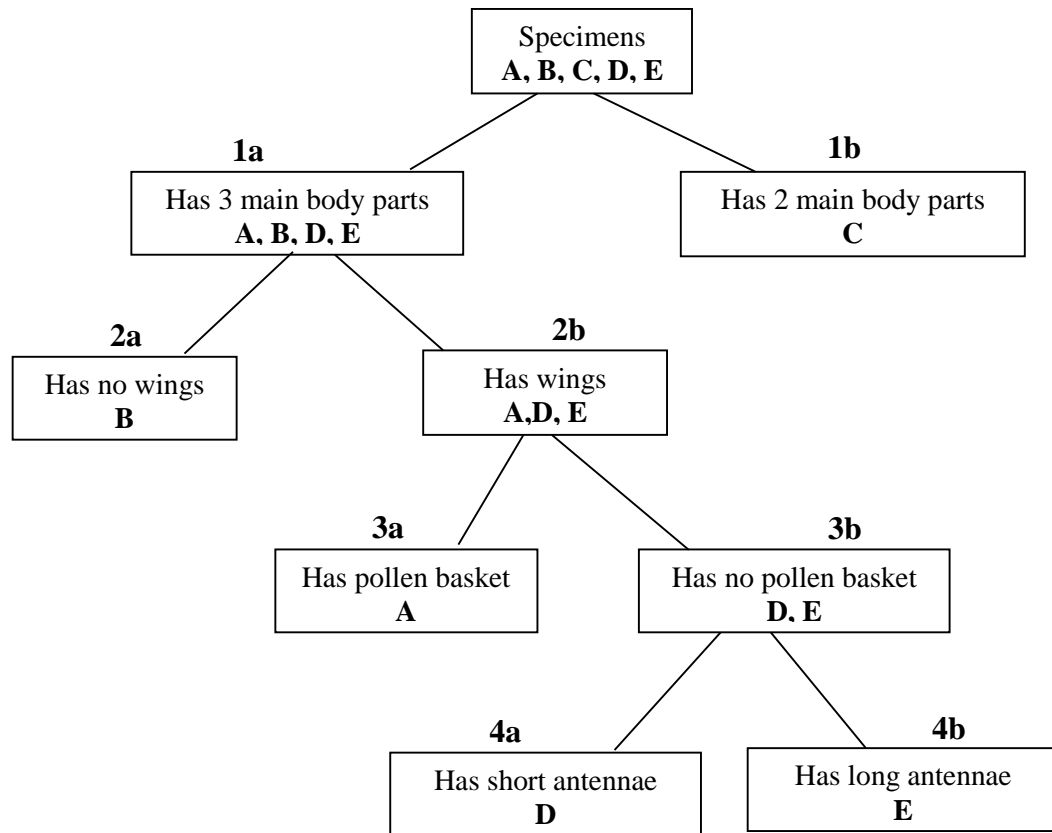 Specimens
A, B, C, D, E
1a
1b
Has 3 main body parts
A, B, D, E
Has 2 main body parts
C
2a
2b
Has no wings
B
Has wings
A,D, E
3a
3b
Has pollen basket
A
Has no pollen basket
D, E
4a
4b
Has short antennae
D
Has long antennae
E